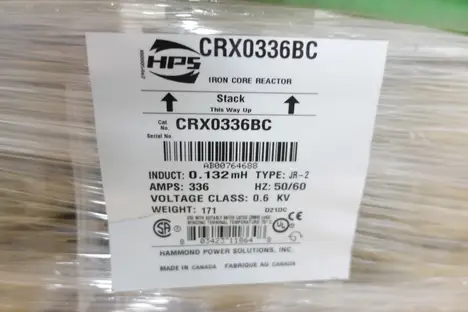 HPS CRX0336BC
IRON CORE REACTOR
Stack
This Way Up
Cat. No. CRX0336BC
Serial No.
AB00764688
INDUCT: 0.132mH TYPE: JR-2
AMPS: 336 HZ: 50/60
VOLTAGE CLASS: 0.6 KV
WEIGHT: 171
HAMMOND POWER SOLUTIONS, INC.
MADE IN CANADA FABRIQUE AU CANADA